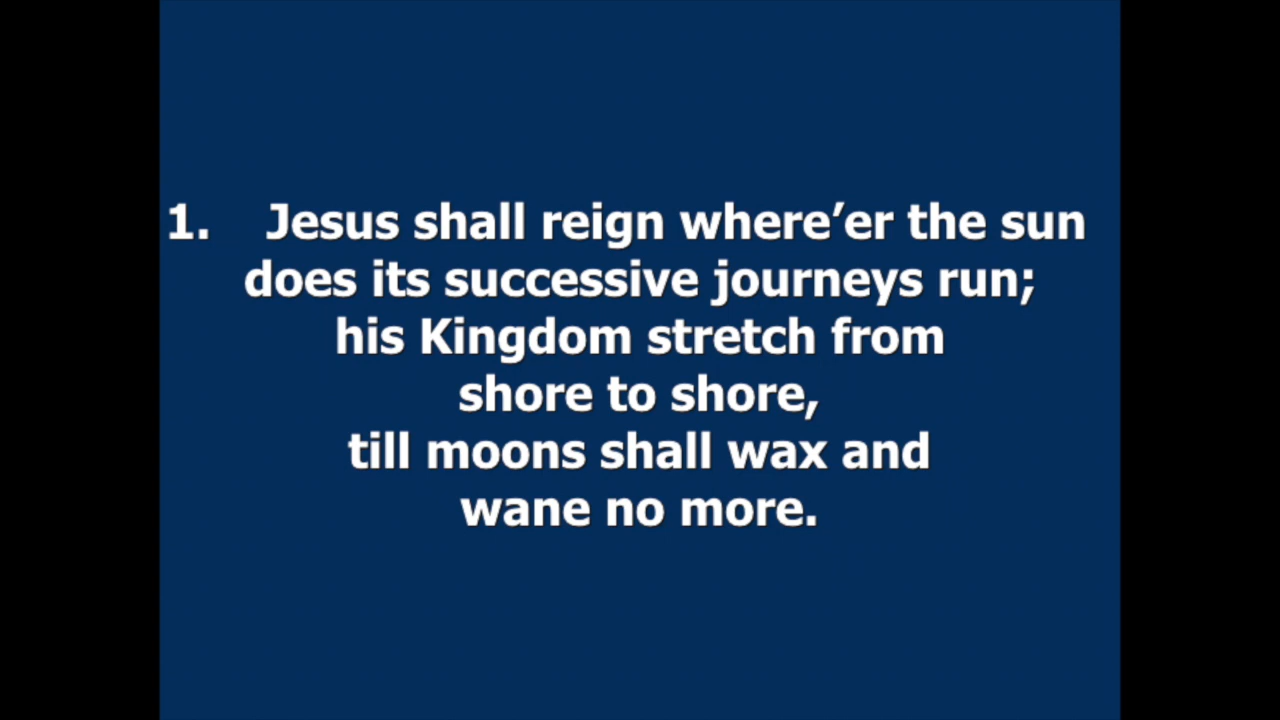 1. Jesus shall reign where’er the sun
does its successive journeys run;
his Kingdom stretch from
shore to shore,
till moons shall wax and
wane no more.